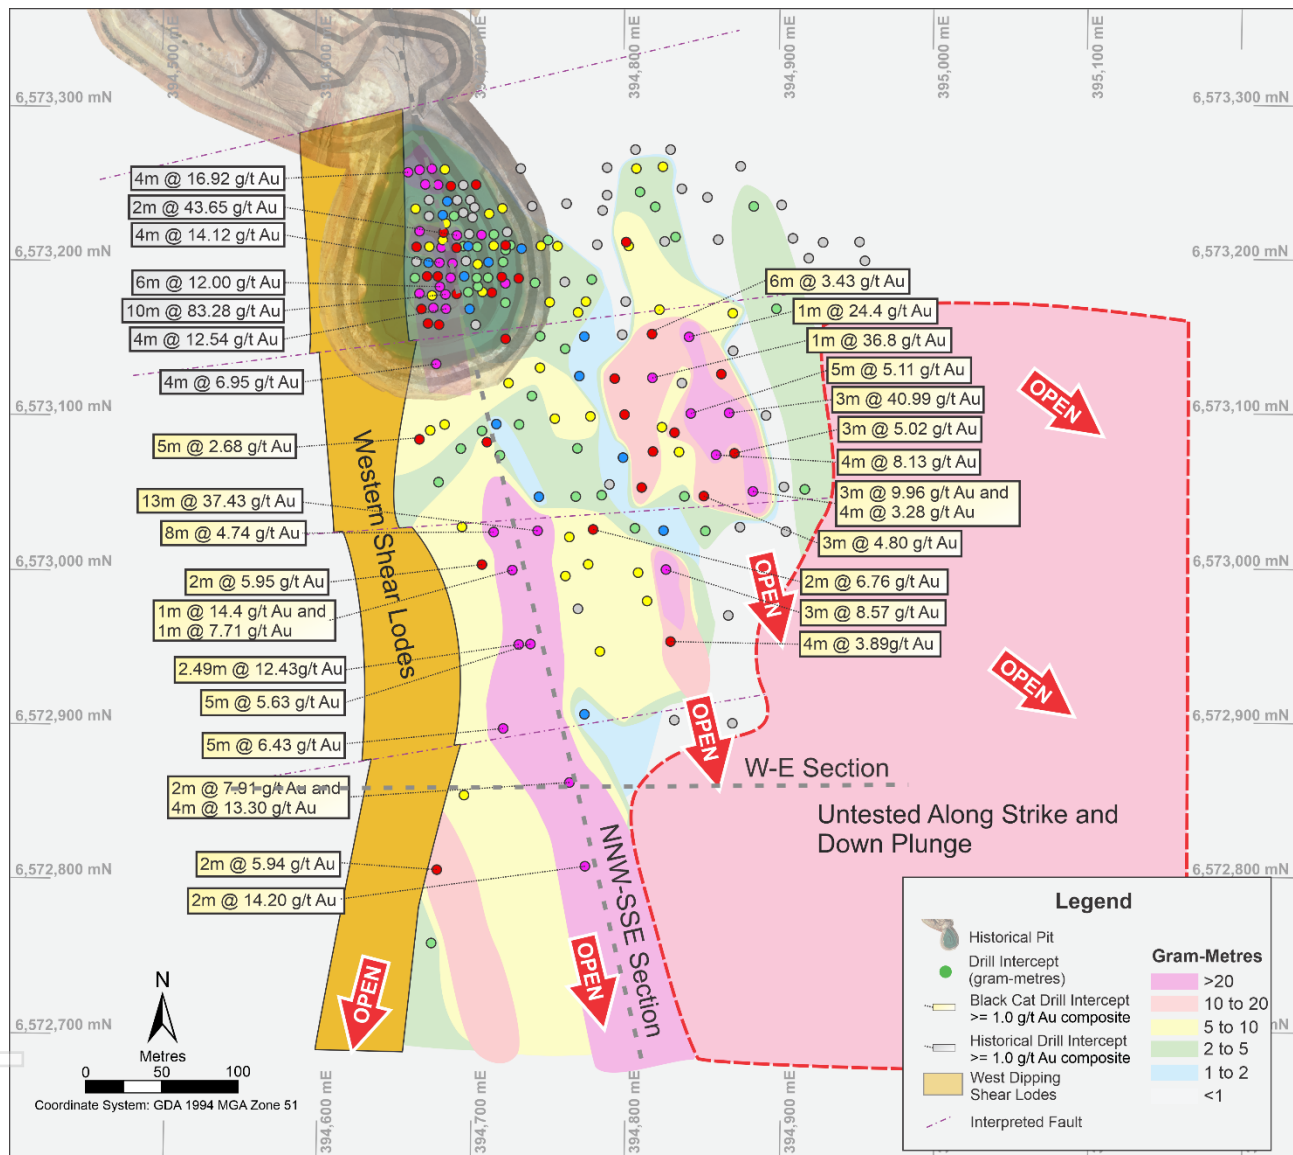 394,500 mE
394,600 mE
394,700 mE
394,800 mE
394,900 mE
395,000 mE
395,100 mE
6,573,300 mN
6,573,300 mN
4m @ 16.92 g/t Au
2m @ 43.65 g/t Au
4m @ 14.12 g/t Au
6,573,200 mN
6,573,200 mN
6m @ 12.00 g/t Au
10m @ 83.28 g/t Au
4m @ 12.54 g/t Au
4m @ 6.95 g/t Au
6m @ 3.43 g/t Au
1m @ 24.4 g/t Au
1m @ 36.8 g/t Au
5m @ 5.11 g/t Au
3m @ 40.99 g/t Au
3m @ 5.02 g/t Au
4m @ 8.13 g/t Au
3m @ 9.96 g/t Au and
4m @ 3.28 g/t Au
3m @ 4.80 g/t Au
2m @ 6.76 g/t Au
3m @ 8.57 g/t Au
4m @ 3.89g/t Au
6,573,100 mN
6,573,100 mN
5m @ 2.68 g/t Au
13m @ 37.43 g/t Au
8m @ 4.74 g/t Au
6,573,000 mN
6,573,000 mN
2m @ 5.95 g/t Au
1m @ 14.4 g/t Au and
1m @ 7.71 g/t Au
2.49m @ 12.43g/t Au
5m @ 5.63 g/t Au
6,572,900 mN
6,572,900 mN
5m @ 6.43 g/t Au
2m @ 7.91 g/t Au and
4m @ 13.30 g/t Au
6,572,800 mN
6,572,800 mN
2m @ 5.94 g/t Au
2m @ 14.20 g/t Au
6,572,700 mN
mN
Western Shear Lodes
OPEN
OPEN
OPEN
OPEN
OPEN
OPEN
W-E Section
NNW-SSE Section
Untested Along Strike and
Down Plunge
N
Metres
0 50 100
Coordinate System: GDA 1994 MGA Zone 51
394,600 mE
394,700 mE
394,800 mE
394,900 mE
Legend
Historical Pit
Drill Intercept
(gram-metres)
Black Cat Drill Intercept
>= 1.0 g/t Au composite
Historical Drill Intercept
>= 1.0 g/t Au composite
West Dipping
Shear Lodes
Interpreted Fault
Gram-Metres
>20
10 to 20
5 to 10
2 to 5
1 to 2
<1